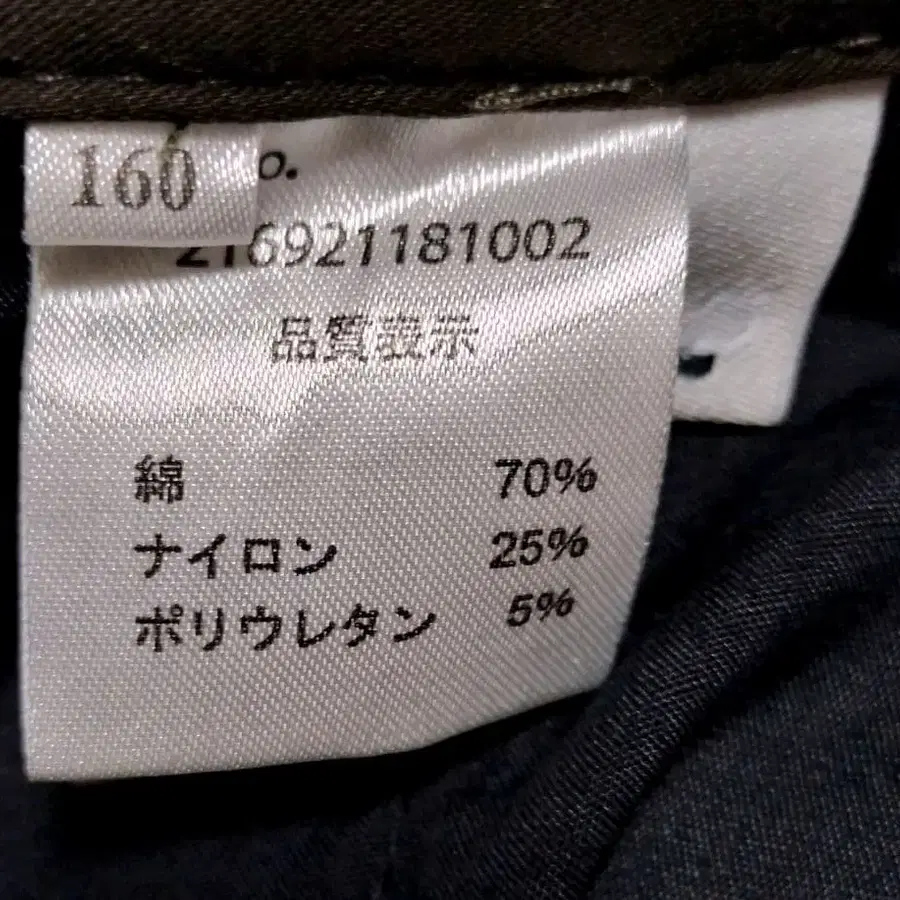 160
o.
216921181002
品質表示
綿 70%
ナイロン 25%
ポリウレタン 5%